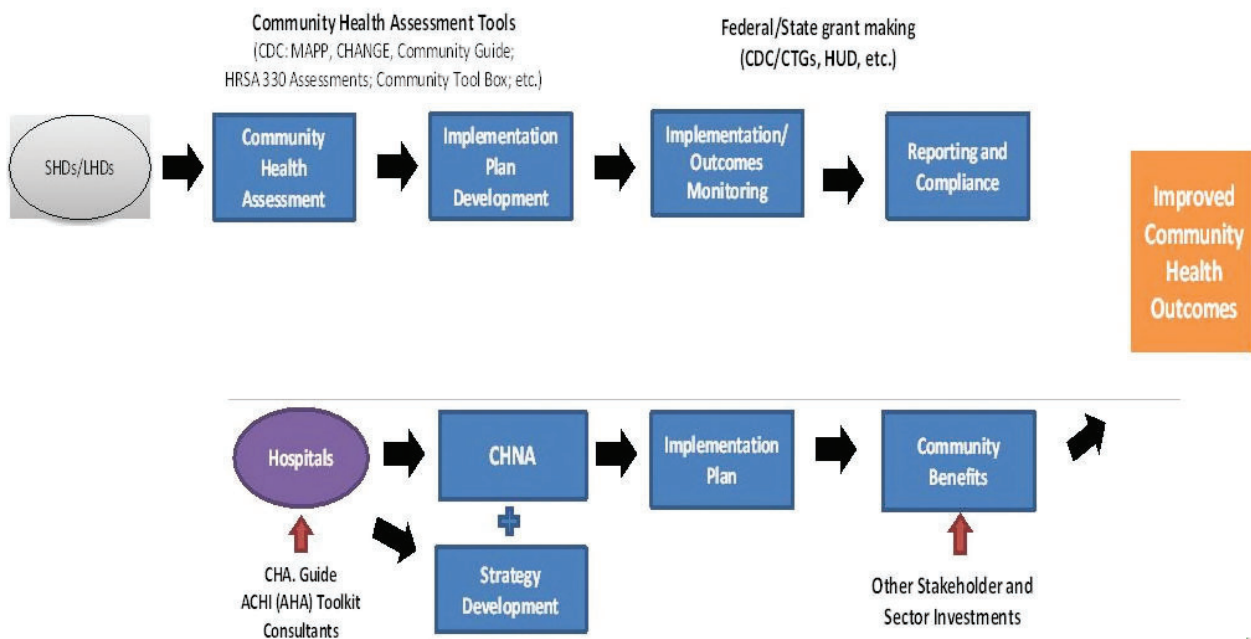 Community Health Assessment Tools
(CDC: MAPP, CHANGE, Community Guide;
HRSA 330 Assessments; Community Tool Box; etc.)
Federal/State grant making
(CDC/CTGs, HUD, etc.)
SHDs/LHDs
Community
Health
Assessment
Implementation
Plan
Development
Implementation/
Outcomes
Monitoring
Reporting and
Compliance
Improved
Community
Health
Outcomes
Hospitals
CHNA
Implementation
Plan
Community
Benefits
Strategy
Development
CHA. Guide
ACHI (AHA) Toolkit
Consultants
Other Stakeholder and
Sector Investments